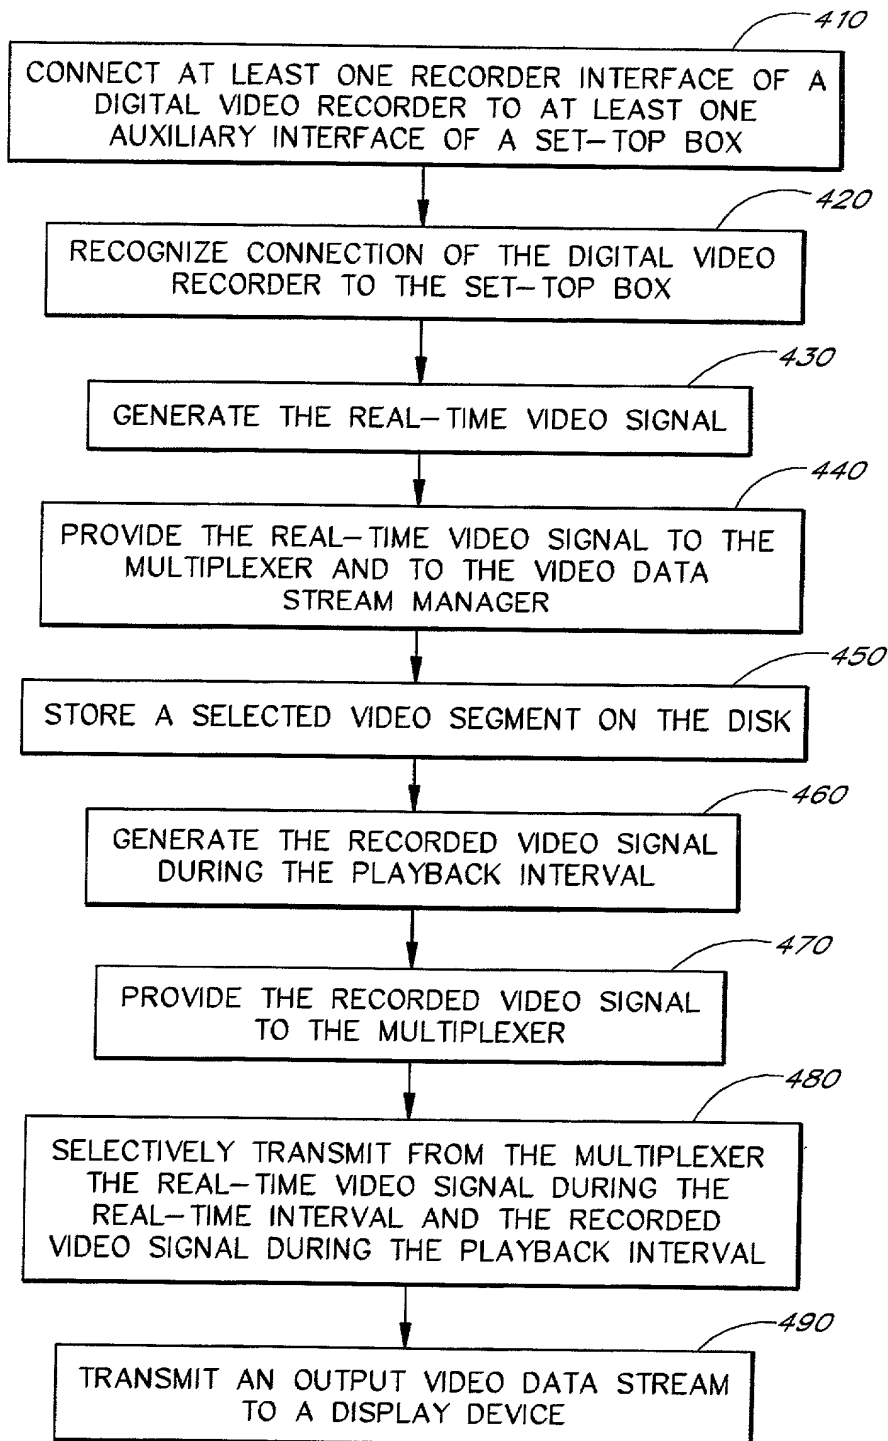 410
CONNECT AT LEAST ONE RECORDER INTERFACE OF A
DIGITAL VIDEO RECORDER TO AT LEAST ONE
AUXILIARY INTERFACE OF A SET-TOP BOX
420
RECOGNIZE CONNECTION OF THE DIGITAL VIDEO
RECORDER TO THE SET-TOP BOX
430
GENERATE THE REAL-TIME VIDEO SIGNAL
440
PROVIDE THE REAL-TIME VIDEO SIGNAL TO THE
MULTIPLEXER AND TO THE VIDEO DATA
STREAM MANAGER
450
STORE A SELECTED VIDEO SEGMENT ON THE DISK
460
GENERATE THE RECORDED VIDEO SIGNAL
DURING THE PLAYBACK INTERVAL
470
PROVIDE THE RECORDED VIDEO SIGNAL
TO THE MULTIPLEXER
480
SELECTIVELY TRANSMIT FROM THE MULTIPLEXER
THE REAL-TIME VIDEO SIGNAL DURING THE
REAL-TIME INTERVAL AND THE RECORDED
VIDEO SIGNAL DURING THE PLAYBACK INTERVAL
490
TRANSMIT AN OUTPUT VIDEO DATA STREAM
TO A DISPLAY DEVICE